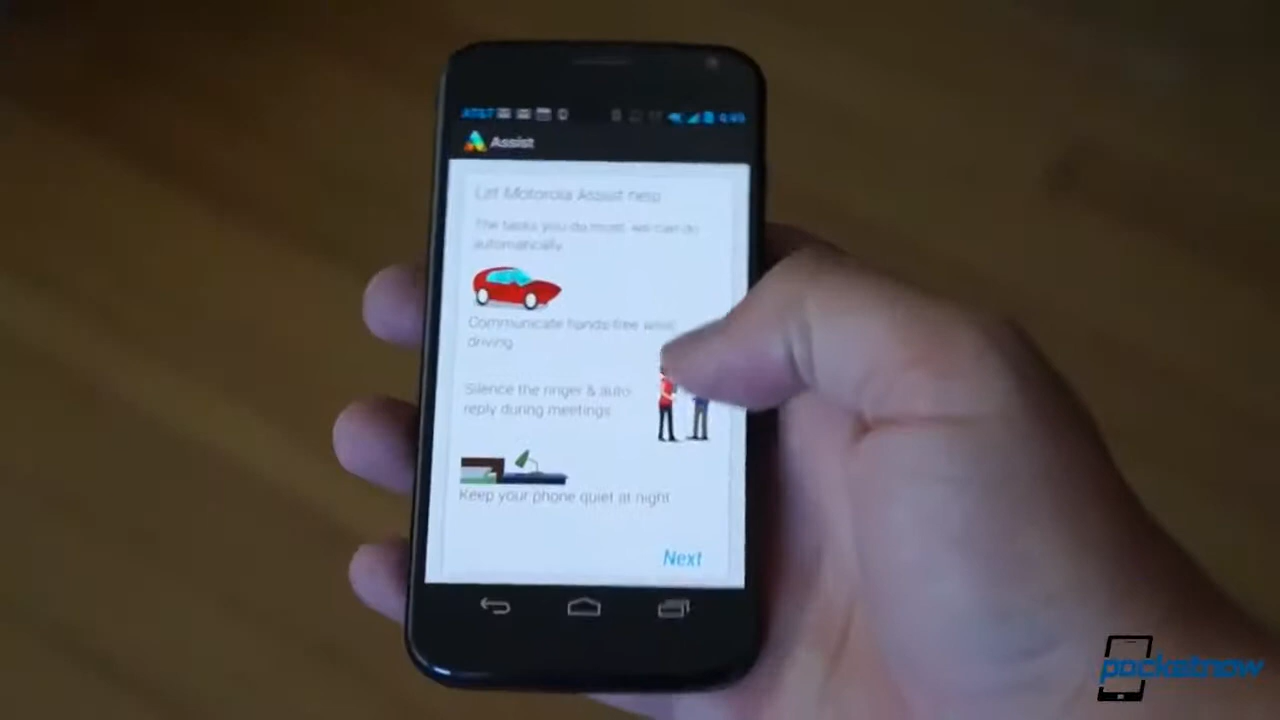 AT&T
Assist
Let Motorola Assist help
The tasks you do most, we can do
automatically.
Communicate hands-free while
driving
Silence the ringer & auto-
reply during meetings
Keep your phone quiet at night
Next
pocketnow